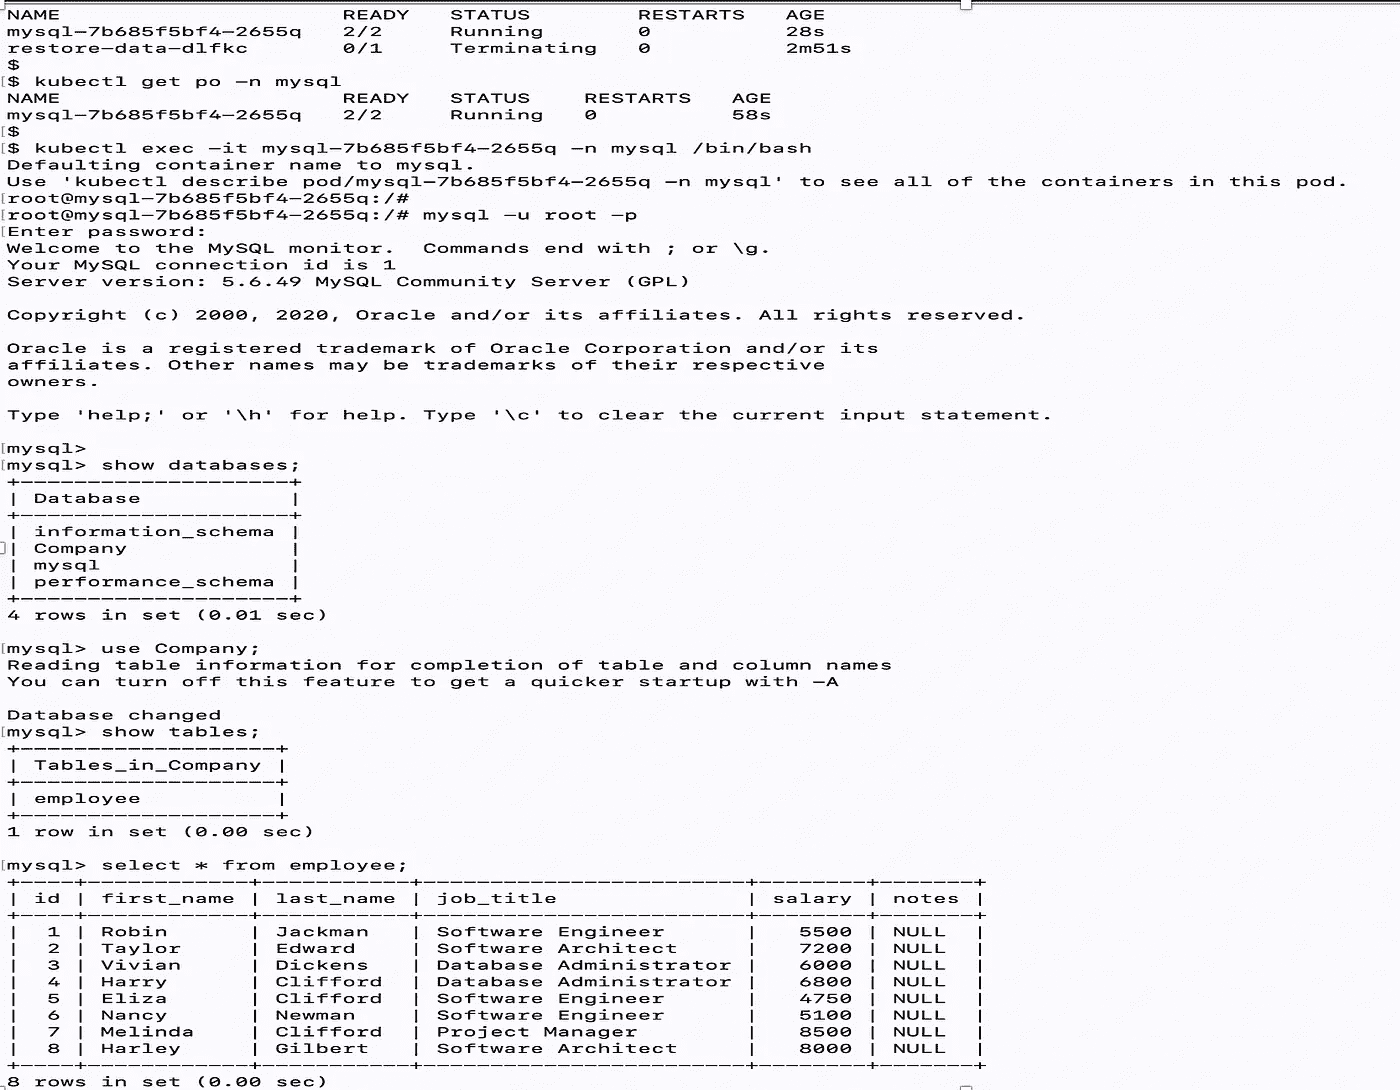 NAME                     READY   STATUS        RESTARTS   AGE
mysql-7b685f5bf4-2655q   2/2     Running       0          28s
restore-data-dlfkc       0/1     Terminating   0          2m51s
$
[$ kubectl get po -n mysql
NAME                     READY   STATUS    RESTARTS   AGE
mysql-7b685f5bf4-2655q   2/2     Running   0          58s
[$
[$ kubectl exec -it mysql-7b685f5bf4-2655q -n mysql /bin/bash
Defaulting container name to mysql.
Use 'kubectl describe pod/mysql-7b685f5bf4-2655q -n mysql' to see all of the containers in this pod.
[root@mysql-7b685f5bf4-2655q:/#
[root@mysql-7b685f5bf4-2655q:/# mysql -u root -p
[Enter password:
Welcome to the MySQL monitor.  Commands end with ; or \g.
Your MySQL connection id is 1
Server version: 5.6.49 MySQL Community Server (GPL)

Copyright (c) 2000, 2020, Oracle and/or its affiliates. All rights reserved.

Oracle is a registered trademark of Oracle Corporation and/or its
affiliates. Other names may be trademarks of their respective
owners.

Type 'help;' or '\h' for help. Type '\c' to clear the current input statement.

[mysql>
[mysql> show databases;
+--------------------+
| Database           |
+--------------------+
| information_schema |
| Company            |
| mysql              |
| performance_schema |
+--------------------+
4 rows in set (0.01 sec)

[mysql> use Company;
Reading table information for completion of table and column names
You can turn off this feature to get a quicker startup with -A

Database changed
[mysql> show tables;
+-------------------+
| Tables_in_Company |
+-------------------+
| employee          |
+-------------------+
1 row in set (0.00 sec)

[mysql> select * from employee;
+----+------------+-----------+------------------------+--------+-------+
| id | first_name | last_name | job_title              | salary | notes |
+----+------------+-----------+------------------------+--------+-------+
|  1 | Robin      | Jackman   | Software Engineer      |   5500 | NULL  |
|  2 | Taylor     | Edward    | Software Architect     |   7200 | NULL  |
|  3 | Vivian     | Dickens   | Database Administrator |   6000 | NULL  |
|  4 | Harry      | Clifford  | Database Administrator |   6800 | NULL  |
|  5 | Eliza      | Clifford  | Software Engineer      |   4750 | NULL  |
|  6 | Nancy      | Newman    | Software Engineer      |   5100 | NULL  |
|  7 | Melinda    | Clifford  | Project Manager        |   8500 | NULL  |
|  8 | Harley     | Gilbert   | Software Architect     |   8000 | NULL  |
+----+------------+-----------+------------------------+--------+-------+
8 rows in set (0.00 sec)